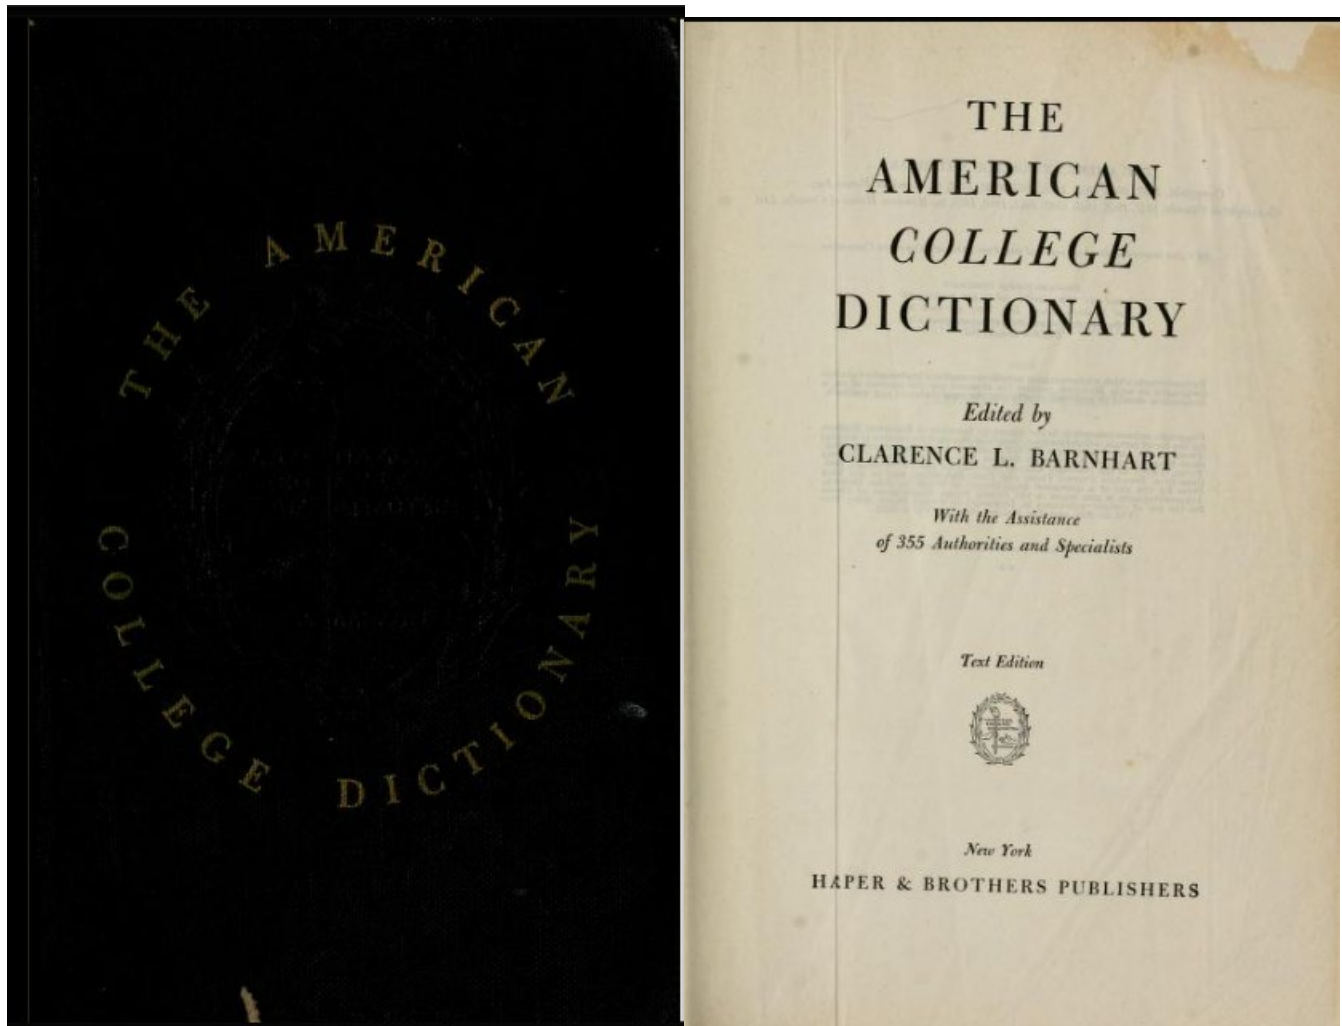 THE AMERICAN
COLLEGE DICTIONARY
THE
AMERICAN
COLLEGE
DICTIONARY
Edited by
CLARENCE L. BARNHART
With the Assistance
of 355 Authorities and Specialists
Text Edition
New York
HAPER & BROTHERS PUBLISHERS